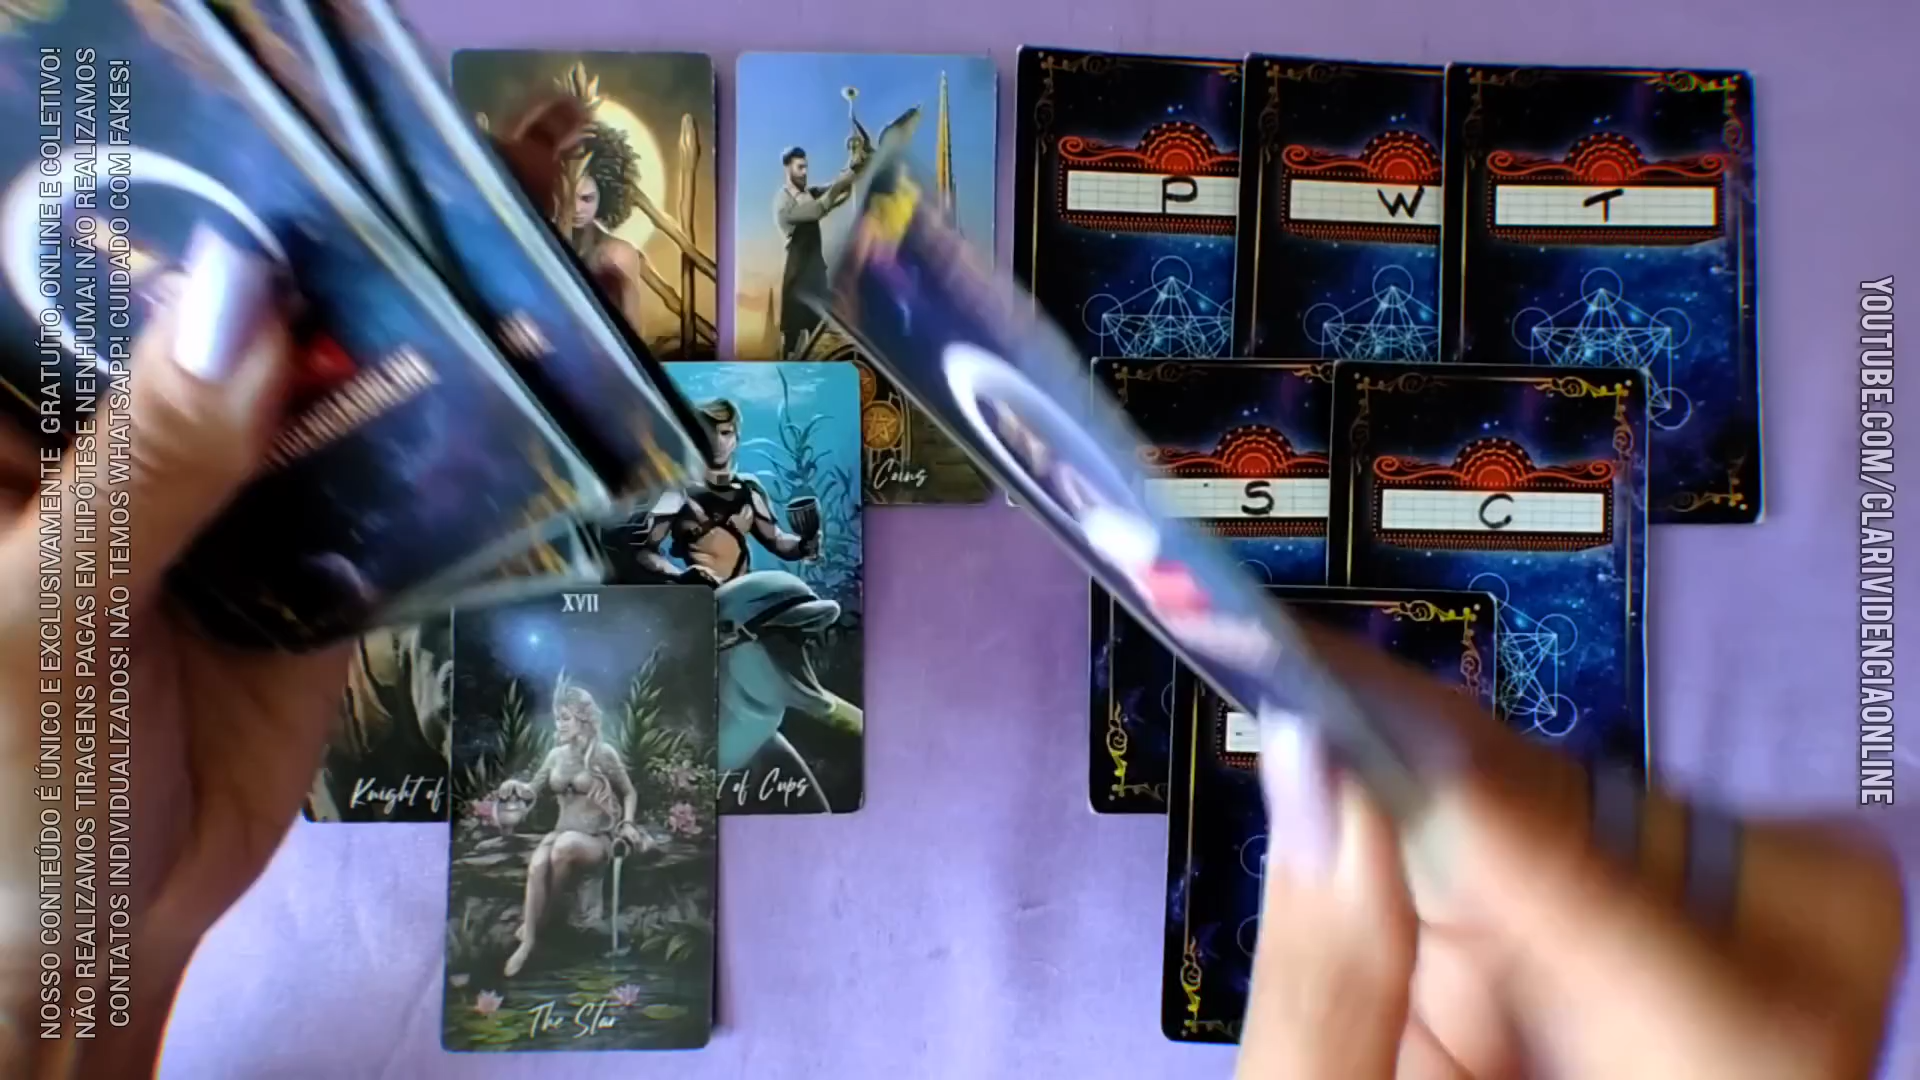 NOSSO CONTEÚDO É ÚNICO E EXCLUSIVAMENTE GRATUÍTO, ONLINE E COLETIVO!
NÃO REALIZAMOS TIRAGENS PAGAS EM HIPÓTESE NENHUMA! NÃO REALIZAMOS
CONTATOS INDIVIDUALIZADOS! NÃO TEMOS WHATSAPP! CUIDADO COM FAKES!
P
W
T
Coins
S
C
XVII
Knight of
t of Cups
The Star
YOUTUBE.COM/CLARIVIDENCIAONLINE